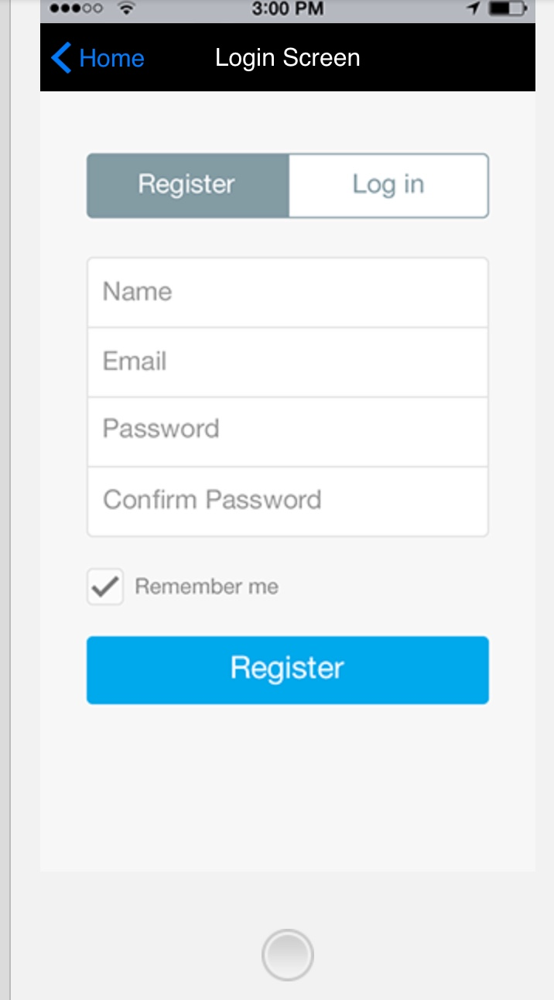 3:00 PM
Home Login Screen
Register Log in
Name
Email
Password
Confirm Password
Remember me
Register